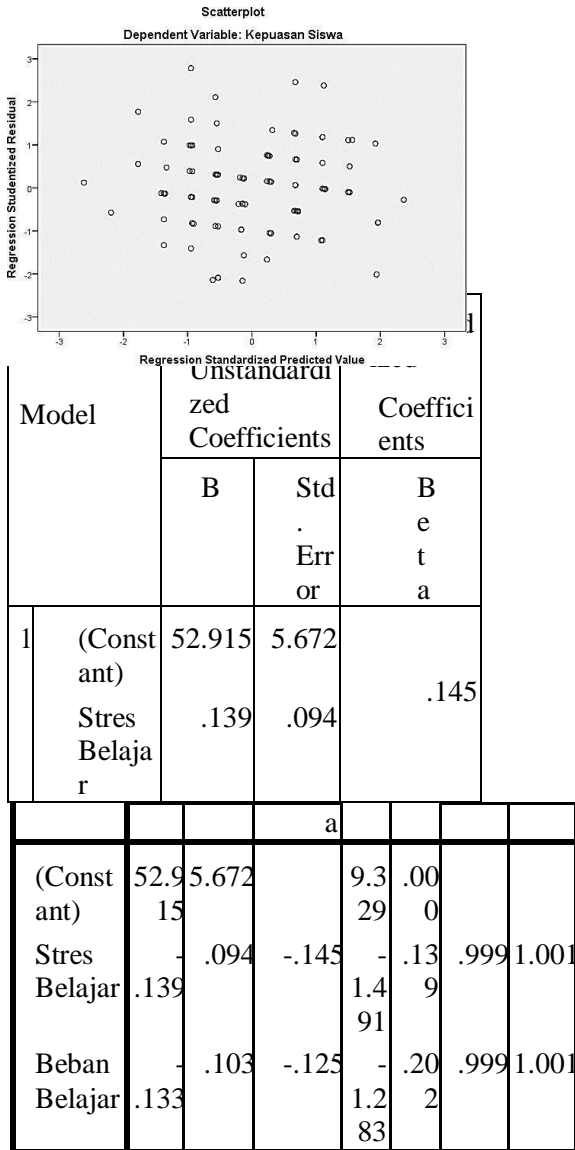 Scatterplot
Dependent Variable: Kepuasan Siswa
Regression Studentized Residual
3
2
1
0
-1
-2
-3
-3 -2 -1 0 1 2 3
Regression Standardized Predicted Value
Model
Unstandardi
zed
Coefficients
Coeffici
ents
B
Std
.
Err
or
B
e
t
a
1 (Const 52.915 5.672
ant)
.145
Stres .139 .094
Belaja
r
a
(Const 52.9 5.672 9.3 .00
ant) 15 29 0
Stres - .094 -.145 - .13 .999 1.001
Belajar .139 1.4 9
91
Beban - .103 -.125 - .20 .999 1.001
Belajar .133 1.2 2
83